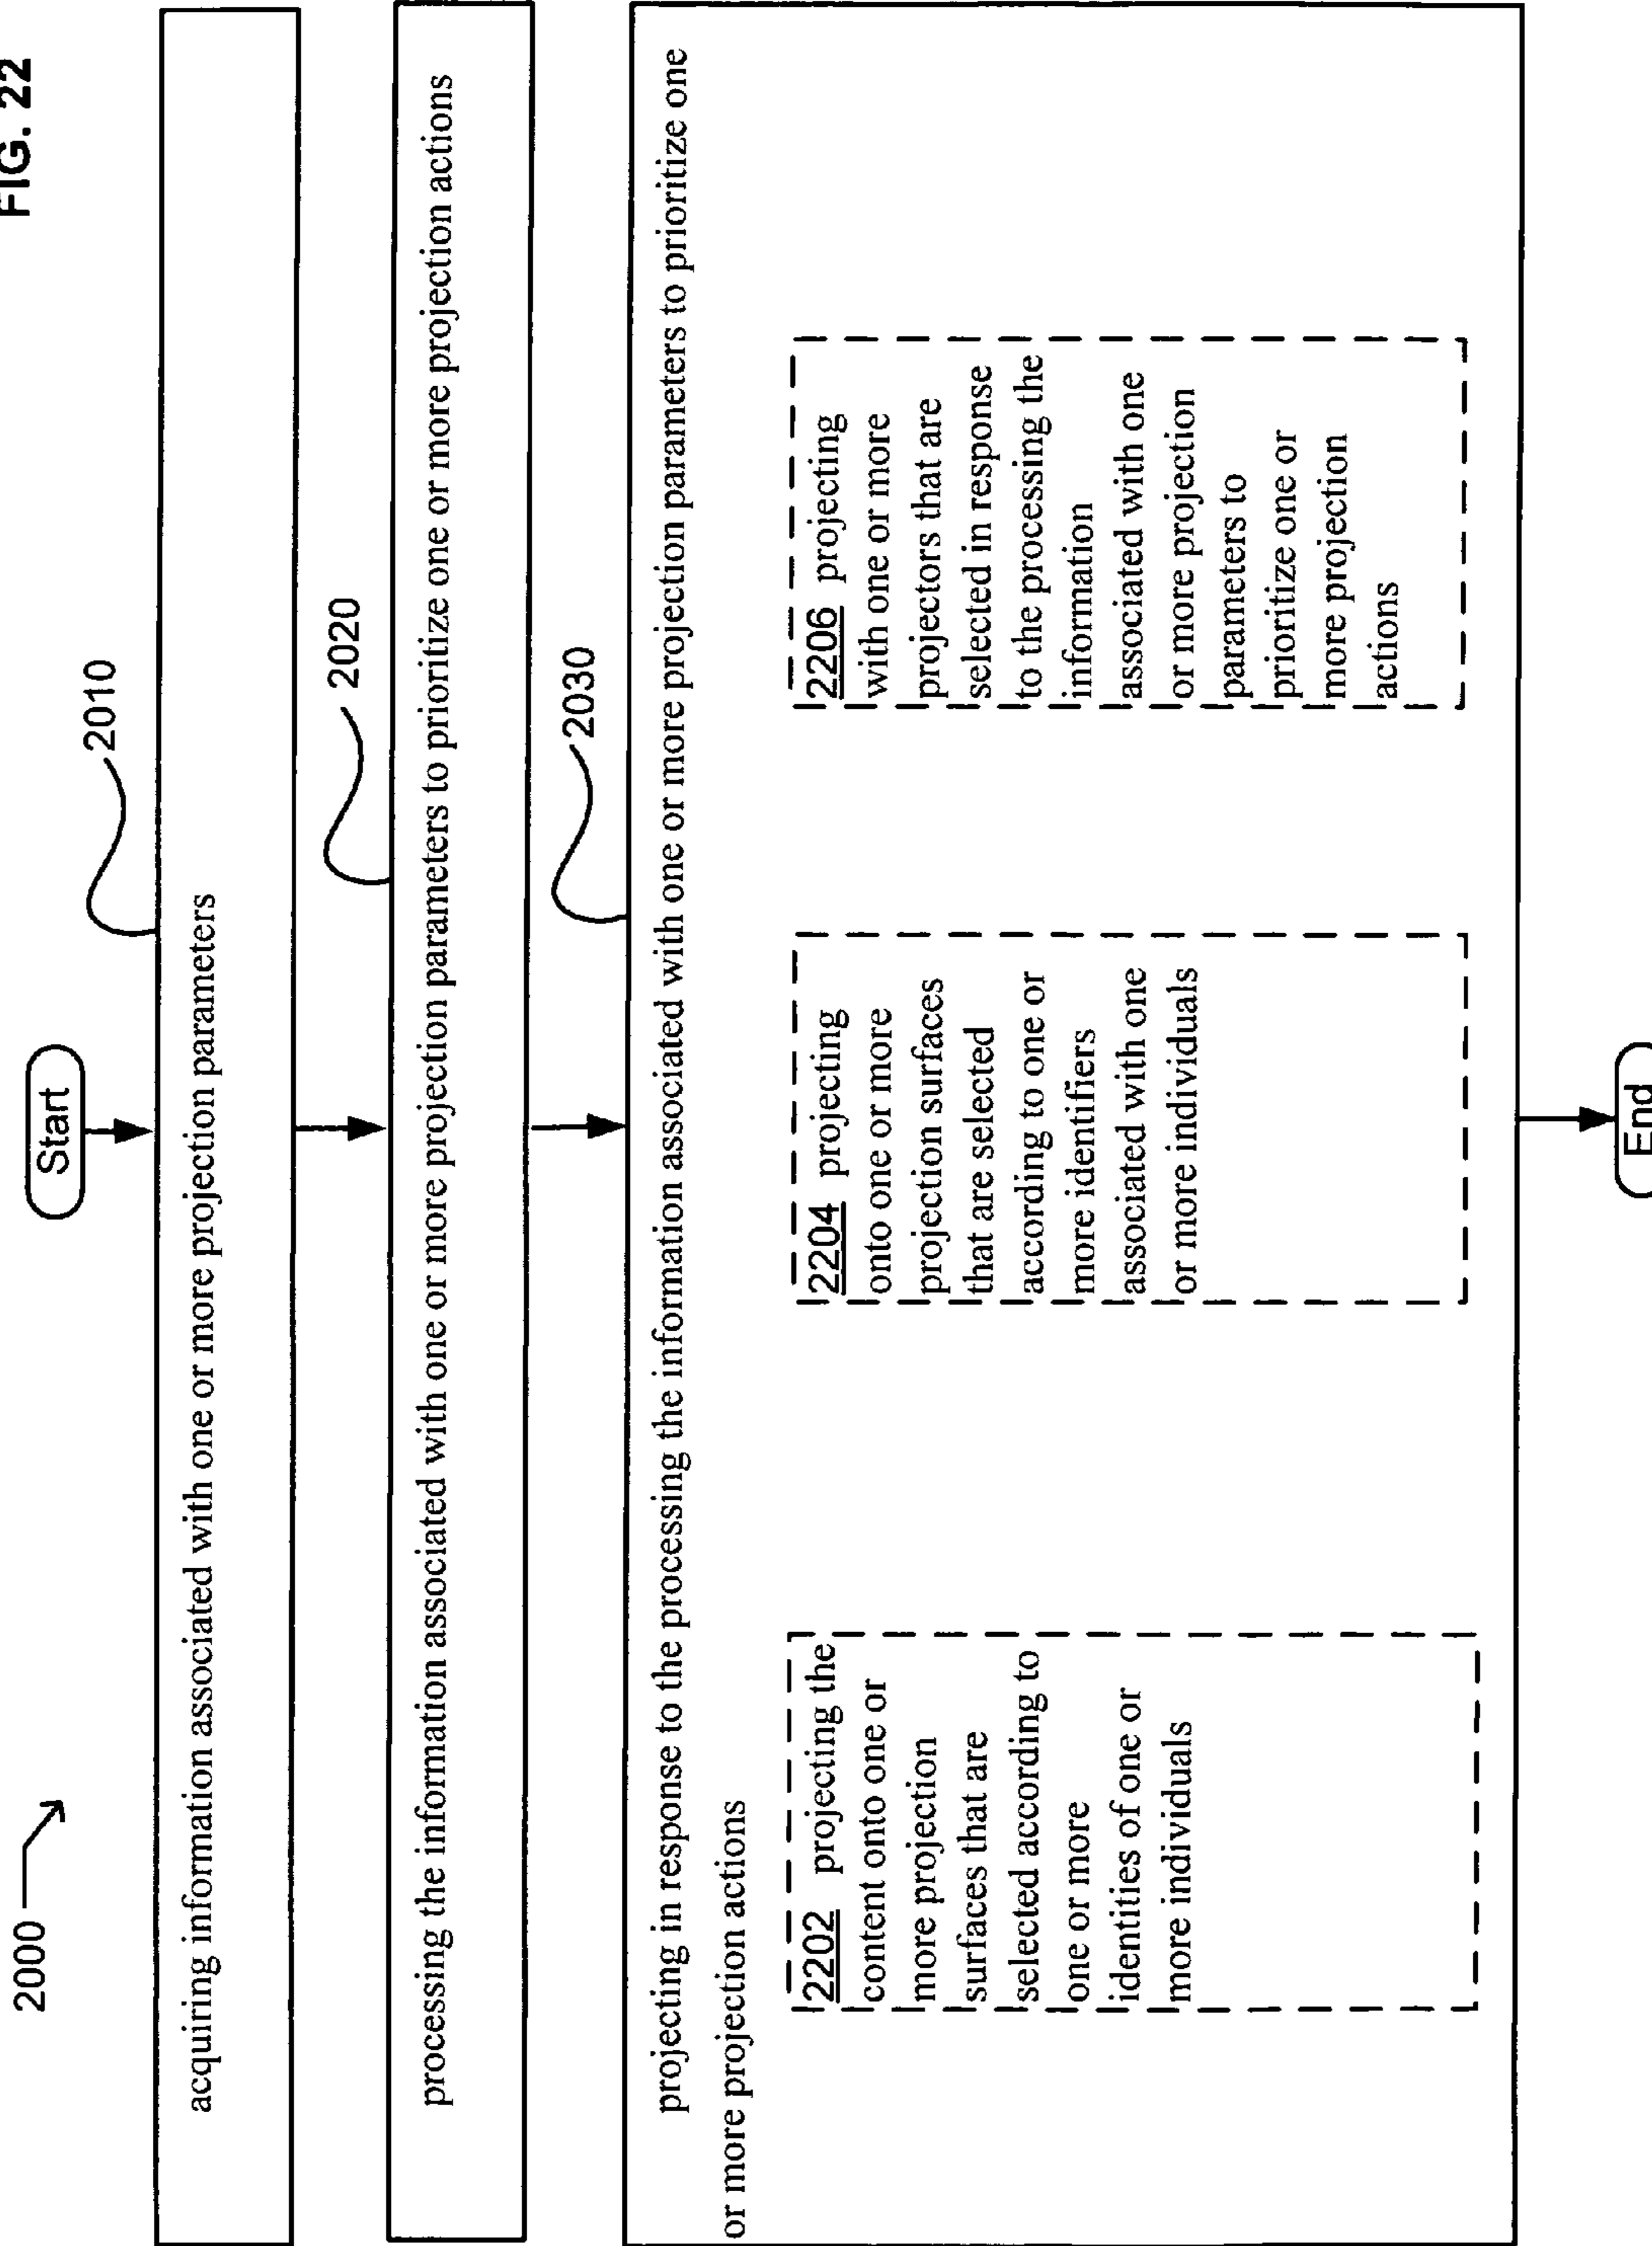 FIG. 22
2000
Start
2010
acquiring information associated with one or more projection parameters
2020
processing the information associated with one or more projection parameters to prioritize one or more projection actions
2030
projecting in response to the processing the information associated with one or more projection parameters to prioritize one
or more projection actions
2202 projecting the
content onto one or
more projection
surfaces that are
selected according to
one or more
identities of one or
more individuals
2204 projecting
onto one or more
projection surfaces
that are selected
according to one or
more identifiers
associated with one
or more individuals
2206 projecting
with one or more
projectors that are
selected in response
to the processing the
information
associated with one
or more projection
parameters to
prioritize one or
more projection
actions
End